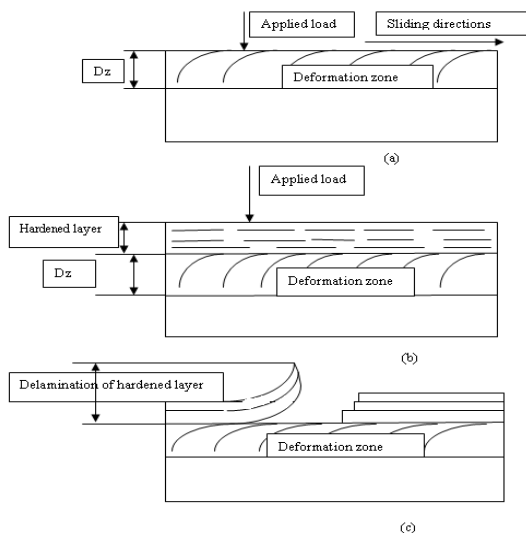 Applied load
Sliding directions
Dz
Deformation zone
(a)
Applied load
Hardened layer
Dz
Deformation zone
(b)
Delamination of hardened layer
Deformation zone
(c)